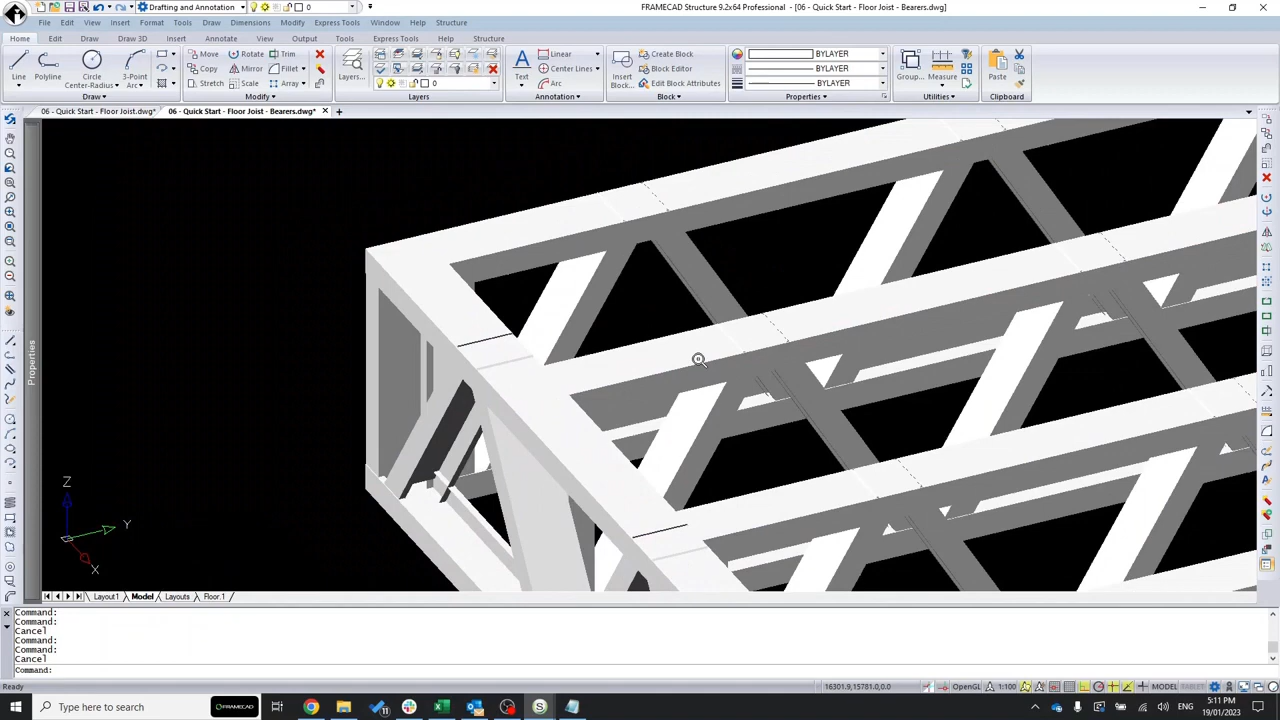 Drafting and Annotation
0
FRAMECAD Structure 9.2x64 Professional - [06 - Quick Start - Floor Joist - Bearers.dwg*]
File Edit View Insert Format Tools Draw Dimensions Modify Express Tools Window Help Structure
Home Edit Draw Draw 3D Insert Annotate View Tools Express Tools Help Structure
Line
Polyline
Circle
Center-Radius
3-Point
Arc
Draw
Move Rotate Trim
Copy Mirror Fillet
Stretch Scale Array
Modify
Layers...
0
Layers
Text
Linear
Center Lines
Arc
Annotation
Insert
Block...
Create Block
Block Editor
Edit Block Attributes
Block
BYLAYER
BYLAYER
BYLAYER
Properties
Group...
Measure
Utilities
Paste
Clipboard
06 - Quick Start - Floor Joist.dwg*
06 - Quick Start - Floor Joist - Bearers.dwg*
Properties
Z
Y
X
Layout1 Model Layouts Floor.1
Command:
Command:
Cancel
Command:
Command:
Cancel
Command:
Ready
16301.9,15781.0,0.0
OpenGL
1:100
MODEL
TABLET
Type here to search
FRAMECAD
5:11 PM
19/01/2023